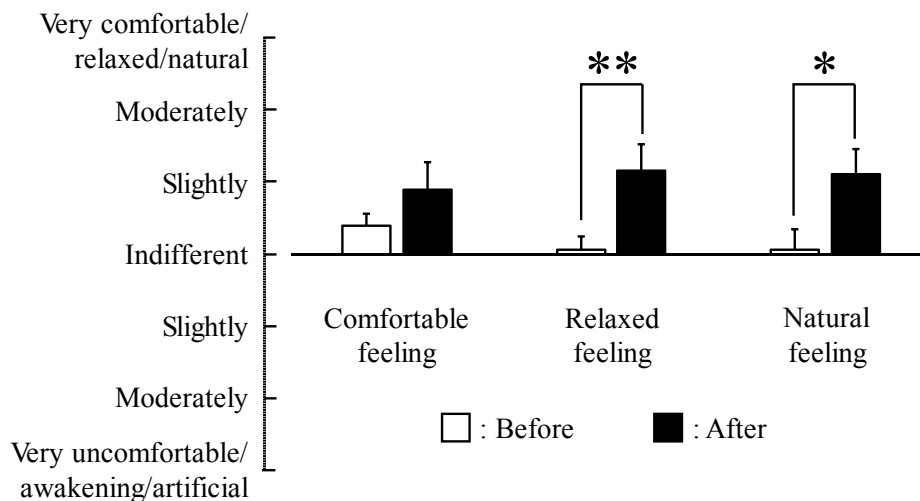 Very comfortable/
relaxed/natural
Moderately
Slightly
Indifferent
Slightly
Moderately
Very uncomfortable/
awakening/artificial
**
*
Comfortable
feeling
Relaxed
feeling
Natural
feeling
: Before
: After